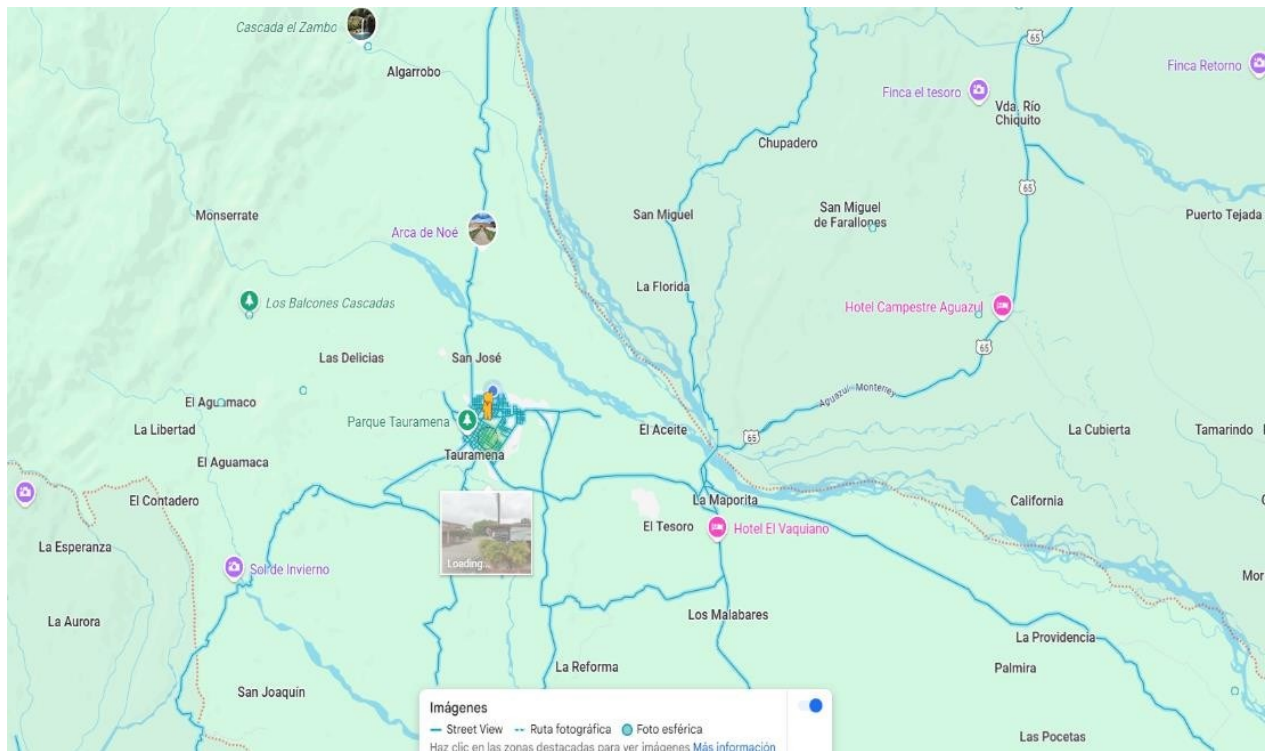 Cascada el Zambo
Algarrobo
65
Finca Retorno
Finca el tesoro
Vda. Río
Chiquito
Chupadero
65
Monserrate
San Miguel
San Miguel
de Farallones
Puerto Tejada
Arca de Noé
Los Balcones Cascadas
La Florida
Hotel Campestre Aguazul
Las Delicias
San José
65
Aguazul - Monterrey
El Aguamaco
Parque Tauramena
La Libertad
El Aceite
65
La Cubierta
Tamarindo
Tauramena
El Aguamaca
El Contadero
La Maporita
California
El Tesoro
Hotel El Vaquiano
La Esperanza
Loading...
Sol de Invierno
Mor
La Aurora
Los Malabares
La Providencia
La Reforma
Palmira
San Joaquín
Imágenes
Street View Ruta fotográfica Foto esférica
Haz clic en las zonas destacadas para ver imágenes Más información
Las Pocetas